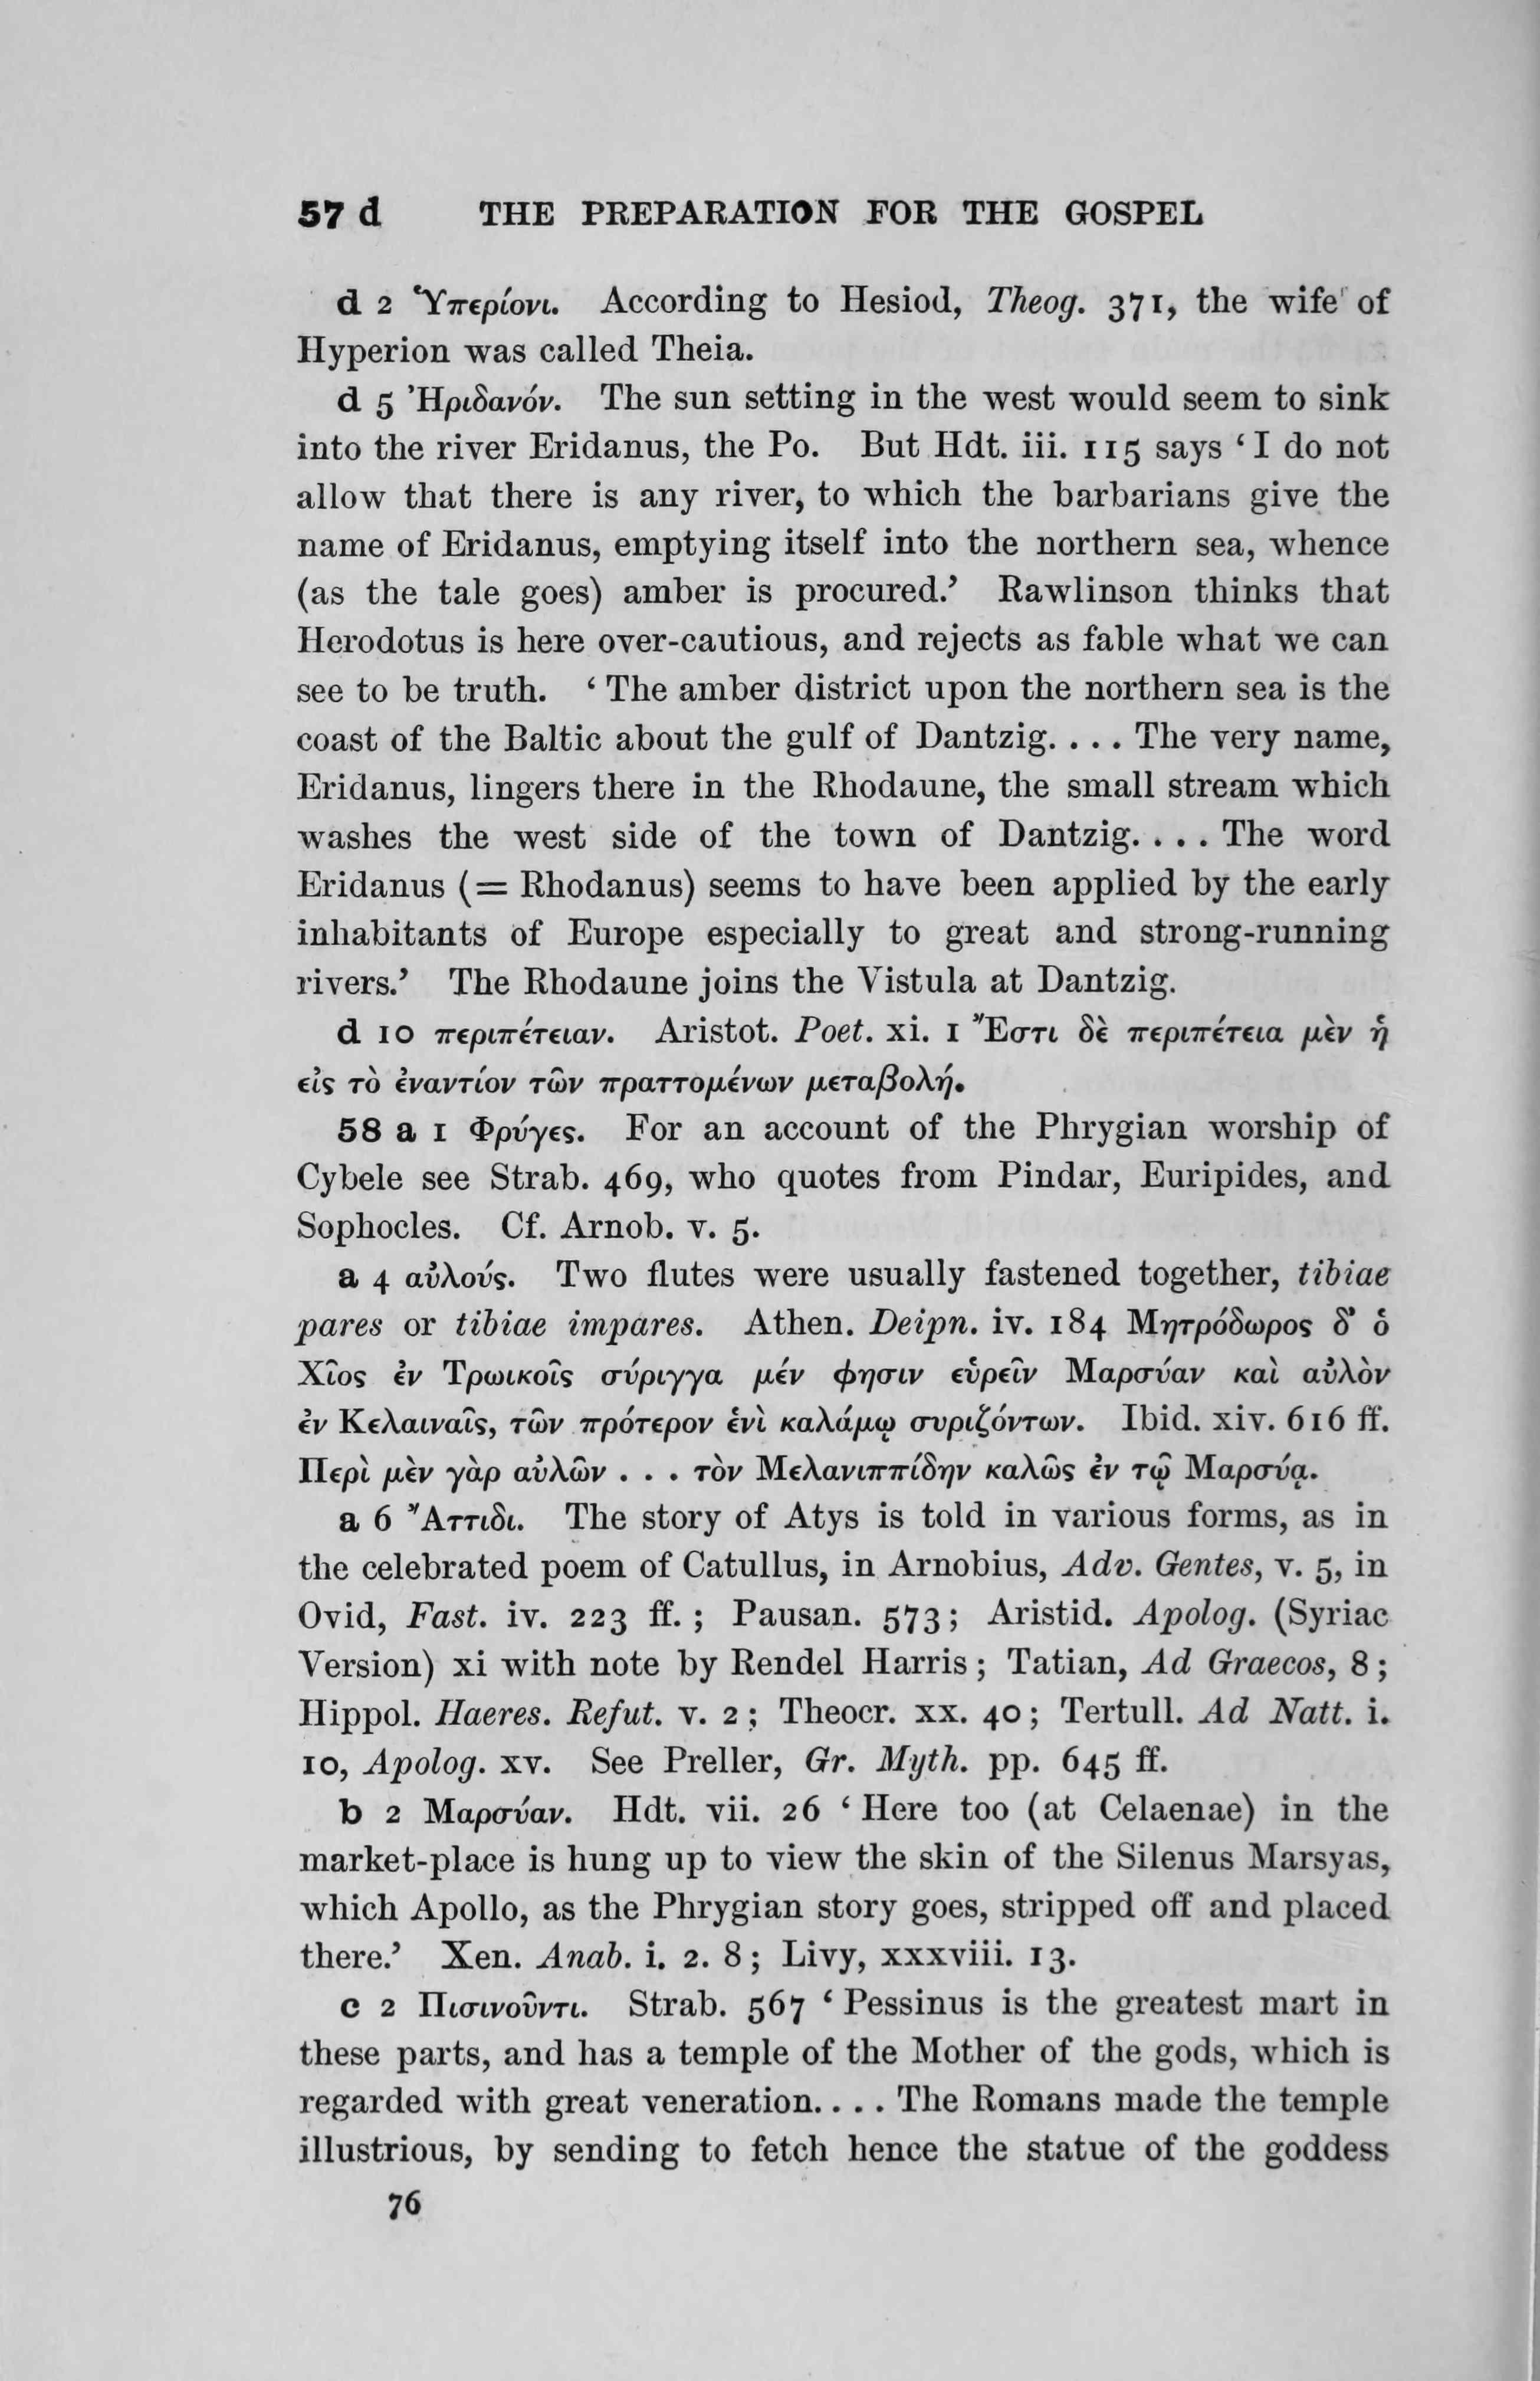 57 d THE PREPARATION FOR THE GOSPEL
d 2 Ὑπερίονι. According to Hesiod, Theog. 371, the wife of
Hyperion was called Theia.
d 5 Ἠριδανόν. The sun setting in the west would seem to sink
into the river Eridanus, the Po. But Hdt. iii. 115 says ‘I do not
allow that there is any river, to which the barbarians give the
name of Eridanus, emptying itself into the northern sea, whence
(as the tale goes) amber is procured.’ Rawlinson thinks that
Herodotus is here over-cautious, and rejects as fable what we can
see to be truth. ‘The amber district upon the northern sea is the
coast of the Baltic about the gulf of Dantzig. . . . The very name,
Eridanus, lingers there in the Rhodaune, the small stream which
washes the west side of the town of Dantzig. . . . The word
Eridanus (= Rhodanus) seems to have been applied by the early
inhabitants of Europe especially to great and strong-running
rivers.’ The Rhodaune joins the Vistula at Dantzig.
d 10 περιπέτειαν. Aristot. Poet. xi. 1 Ἔστι δὲ περιπέτεια μὲν ἡ
εἰς τὸ ἐναντίον τῶν πραττομένων μεταβολή.
58 a 1 Φρύγες. For an account of the Phrygian worship of
Cybele see Strab. 469, who quotes from Pindar, Euripides, and
Sophocles. Cf. Arnob. v. 5.
a 4 αὐλούς. Two flutes were usually fastened together, tibiae
pares or tibiae impares. Athen. Deipn. iv. 184 Μητρόδωρος δ’ ὁ
Χῖος ἐν Τρωικοῖς σύριγγα μέν φησιν εὑρεῖν Μαρσύαν καὶ αὐλὸν
ἐν Κελαιναῖς, τῶν πρότερον ἑνὶ καλάμῳ συριζόντων. Ibid. xiv. 616 ff.
Περὶ μὲν γὰρ αὐλῶν . . . τὸν Μελανιππίδην καλῶς ἐν τῷ Μαρσύᾳ.
a 6 Ἄττιδι. The story of Atys is told in various forms, as in
the celebrated poem of Catullus, in Arnobius, Adv. Gentes, v. 5, in
Ovid, Fast. iv. 223 ff. ; Pausan. 573; Aristid. Apolog. (Syriac
Version) xi with note by Rendel Harris; Tatian, Ad Graecos, 8;
Hippol. Haeres. Refut. v. 2; Theocr. xx. 40; Tertull. Ad Natt. i.
10, Apolog. xv. See Preller, Gr. Myth. pp. 645 ff.
b 2 Μαρσύαν. Hdt. vii. 26 ‘Here too (at Celaenae) in the
market-place is hung up to view the skin of the Silenus Marsyas,
which Apollo, as the Phrygian story goes, stripped off and placed
there.’ Xen. Anab. i. 2. 8; Livy, xxxviii. 13.
c 2 Πισινοῦντι. Strab. 567 ‘Pessinus is the greatest mart in
these parts, and has a temple of the Mother of the gods, which is
regarded with great veneration. . . . The Romans made the temple
illustrious, by sending to fetch hence the statue of the goddess
76